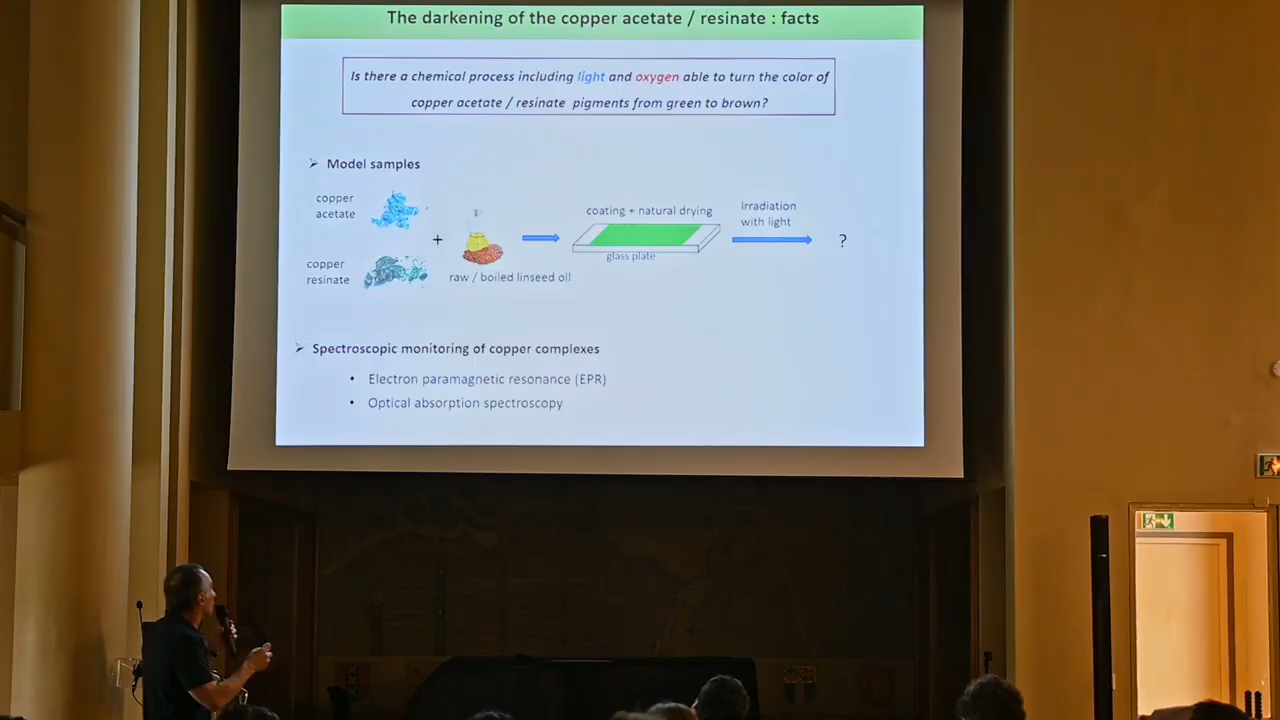 The darkening of the copper acetate / resinate : facts
Is there a chemical process including light and oxygen able to turn the color of
copper acetate / resinate pigments from green to brown?
➢ Model samples
copper
acetate
+
copper
resinate
raw / boiled linseed oil
coating + natural drying
glass plate
irradiation
with light
?
➢ Spectroscopic monitoring of copper complexes
• Electron paramagnetic resonance (EPR)
• Optical absorption spectroscopy